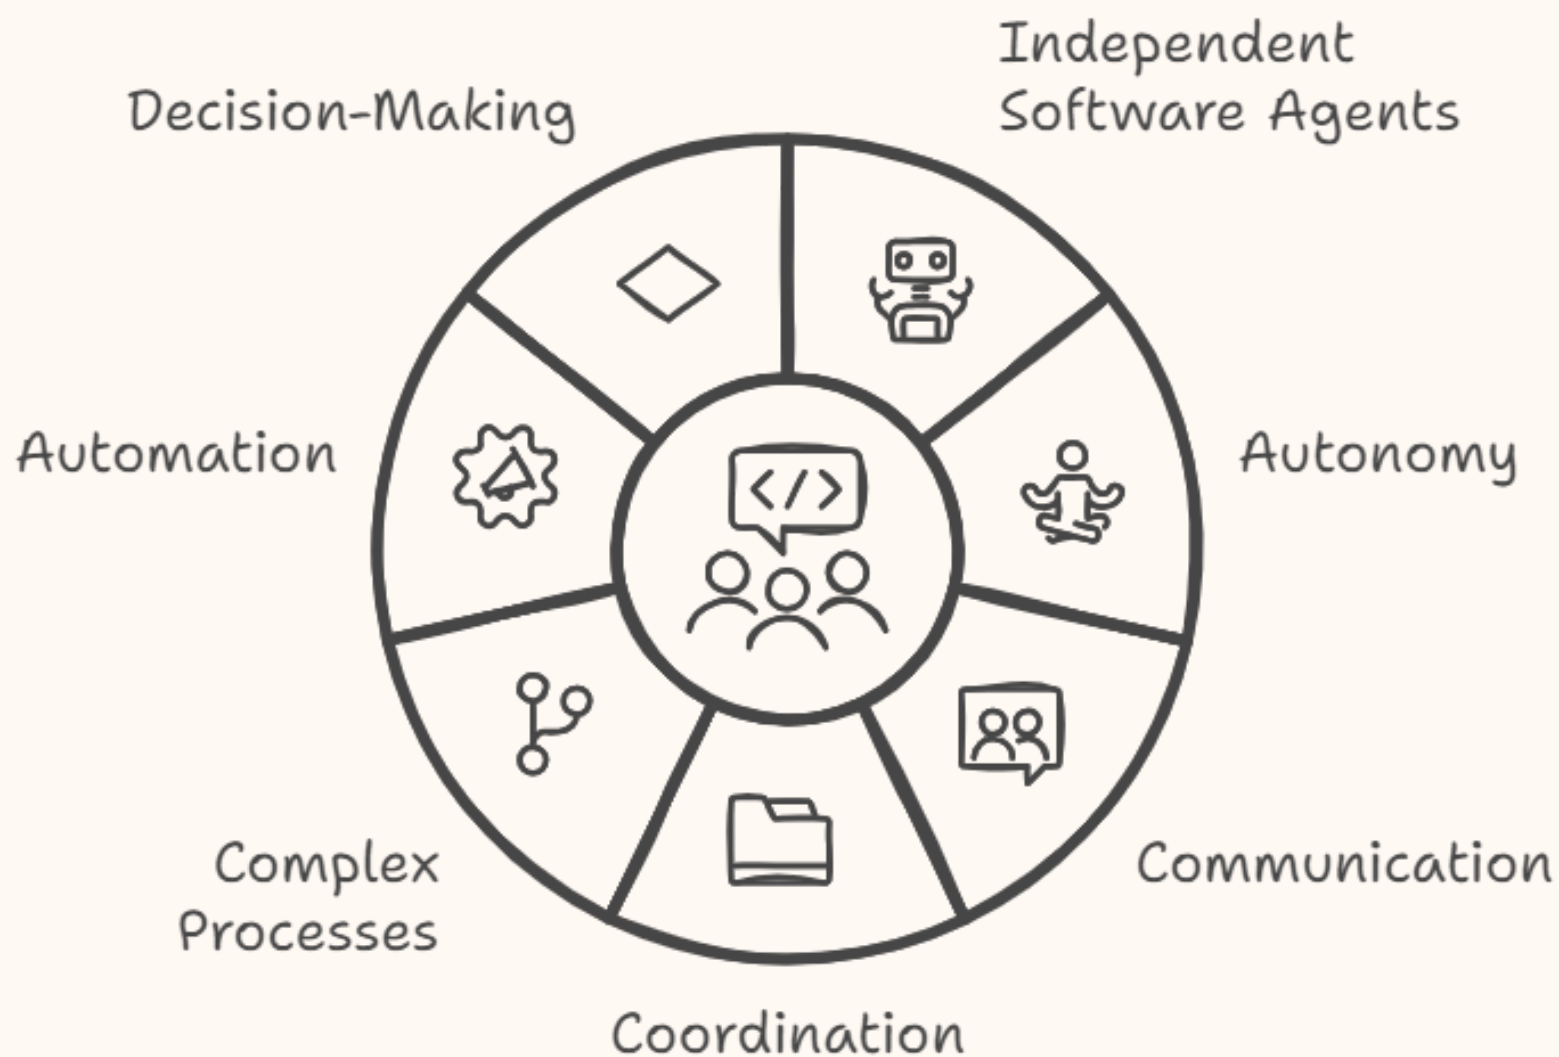 Independent
Software Agents
Decision-Making
Automation
Autonomy
</>
Complex
Processes
Communication
Coordination